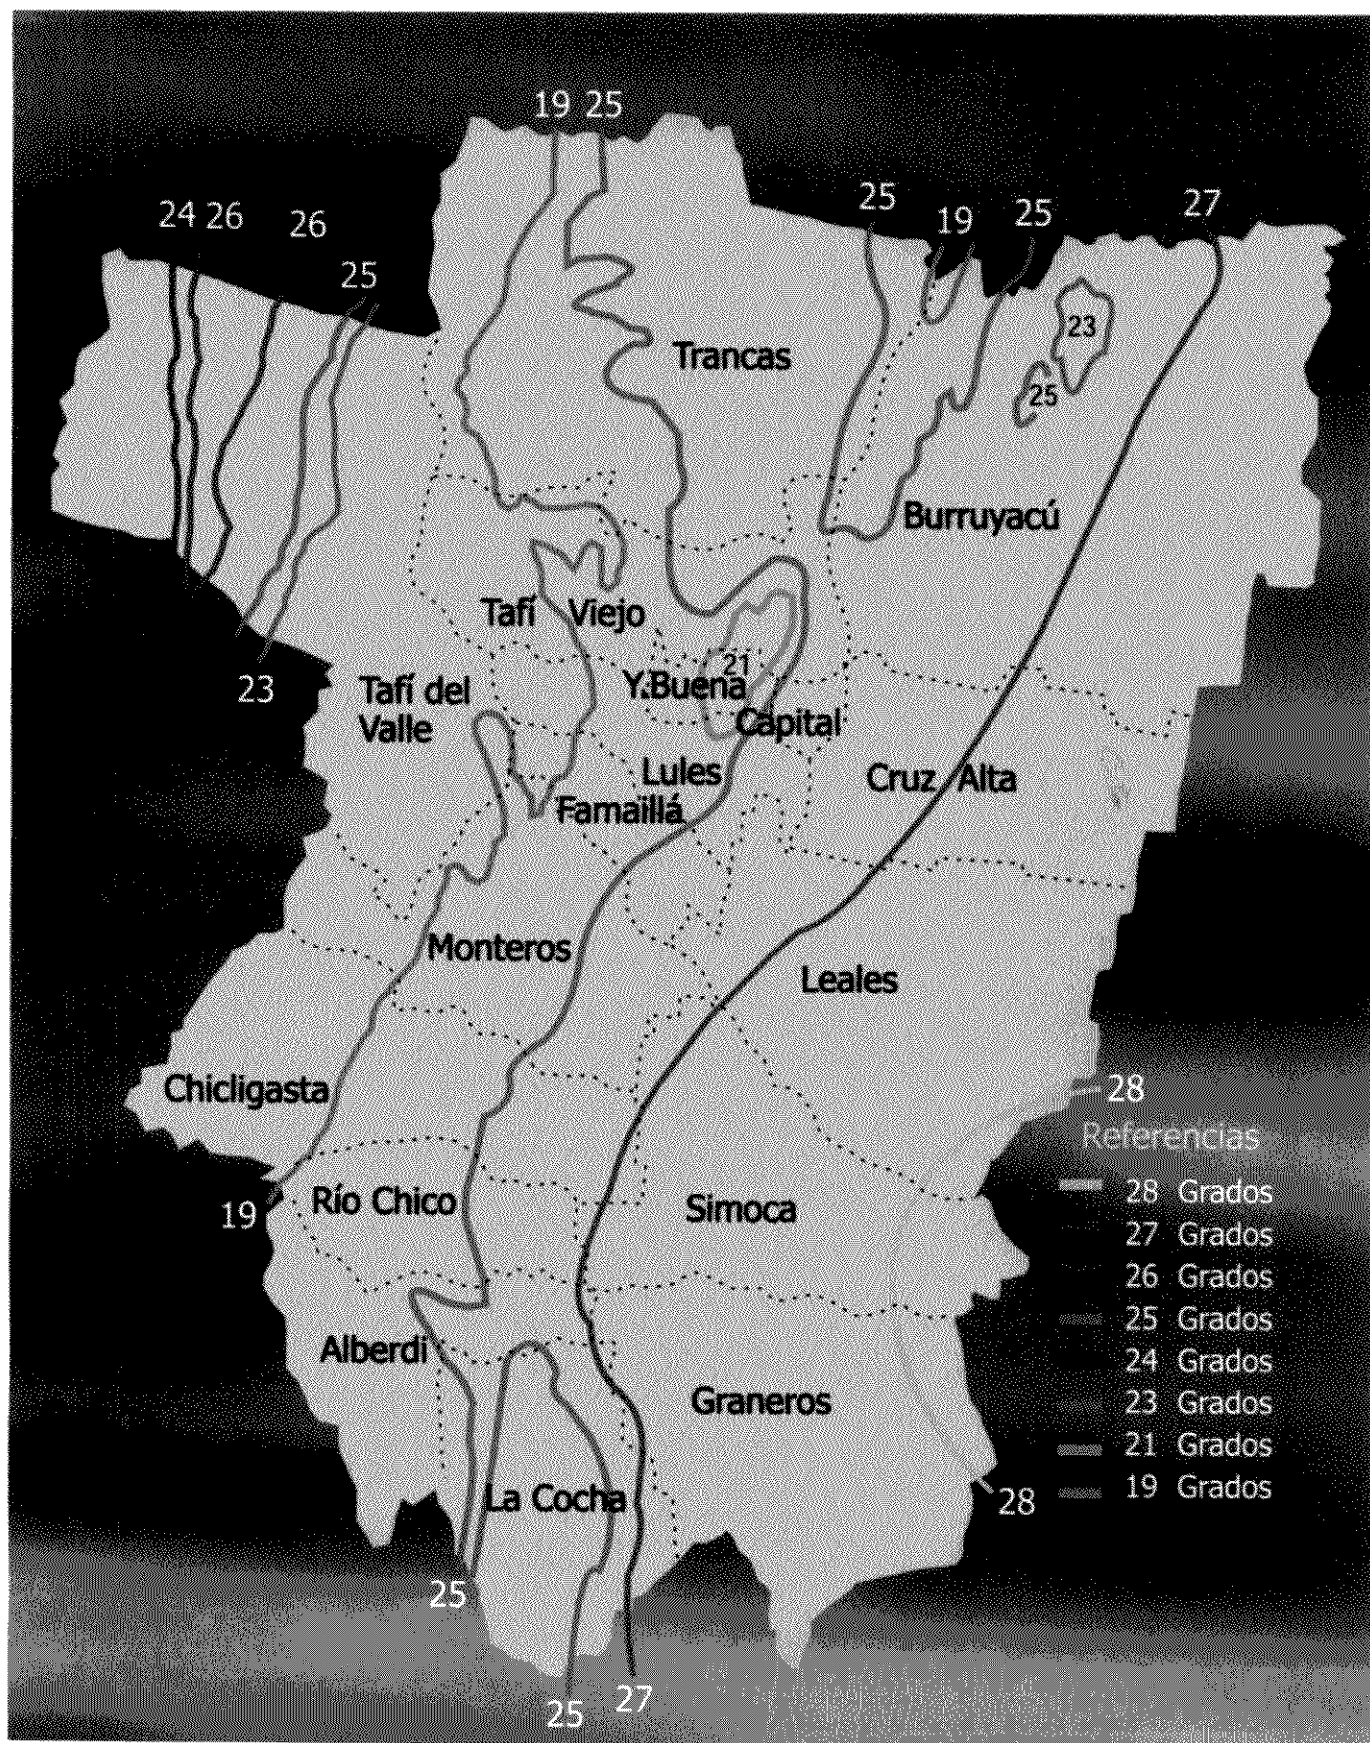 19 25
24 26 26 25
25 19 25 27
23
25
Trancas
Burruyacú
Tafí Viejo
21
Y.Buena
Capital
23
Tafí del
Valle
Lules
Famaillá
Cruz Alta
Monteros
Leales
Chicligasta
28
Referencias
28 Grados
27 Grados
26 Grados
25 Grados
24 Grados
23 Grados
21 Grados
19 Grados
19
Río Chico
Simoca
Alberdi
Graneros
La Cocha
28
25
25
27